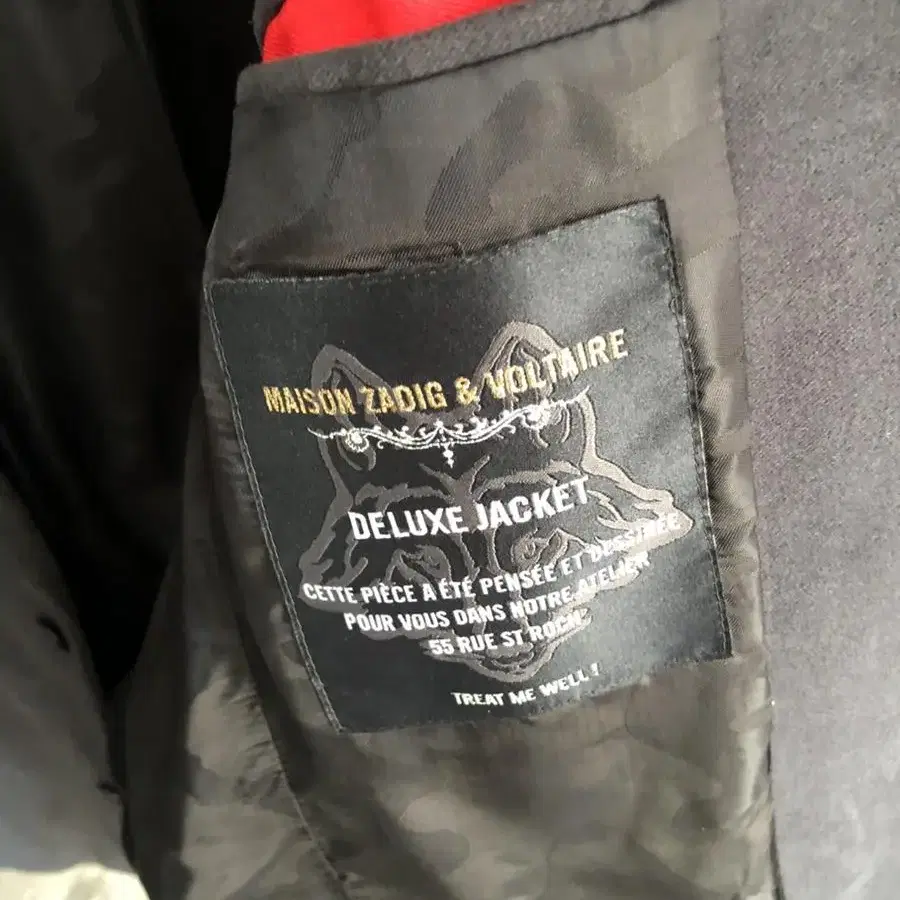 MAISON ZADIG & VOLTAIRE
DELUXE JACKET
CETTE PIÈCE A ÉTÉ PENSÉE ET DESSINÉE
POUR VOUS DANS NOTRE ATELIER
55 RUE ST ROCH
TREAT ME WELL !